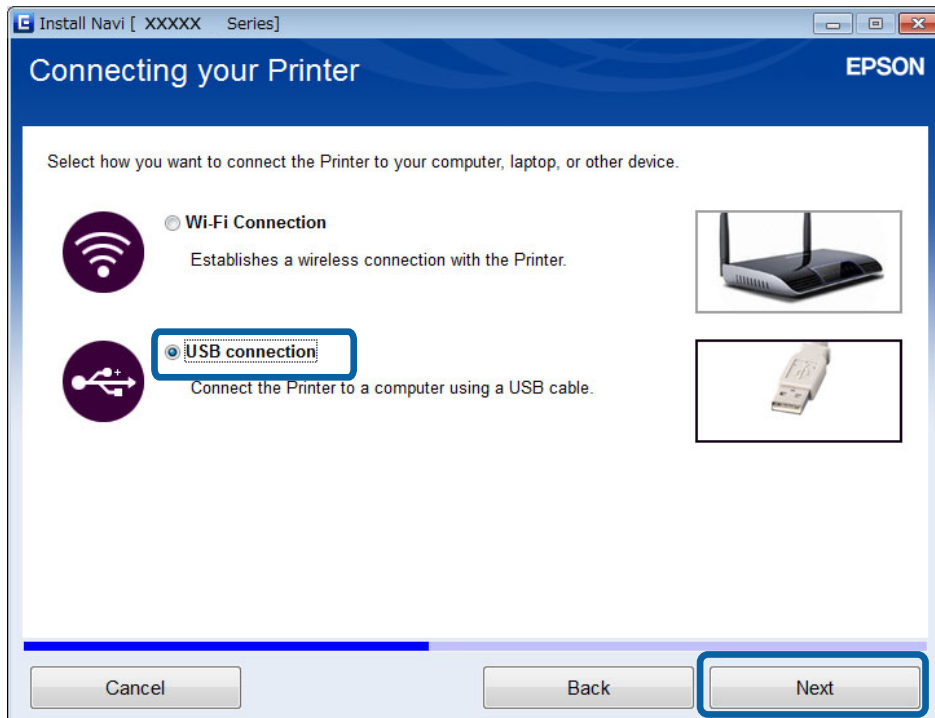 Install Navi [ XXXXX Series]
Connecting your Printer
EPSON
Select how you want to connect the Printer to your computer, laptop, or other device.
Wi-Fi Connection
Establishes a wireless connection with the Printer.
USB connection
Connect the Printer to a computer using a USB cable.
Cancel
Back
Next